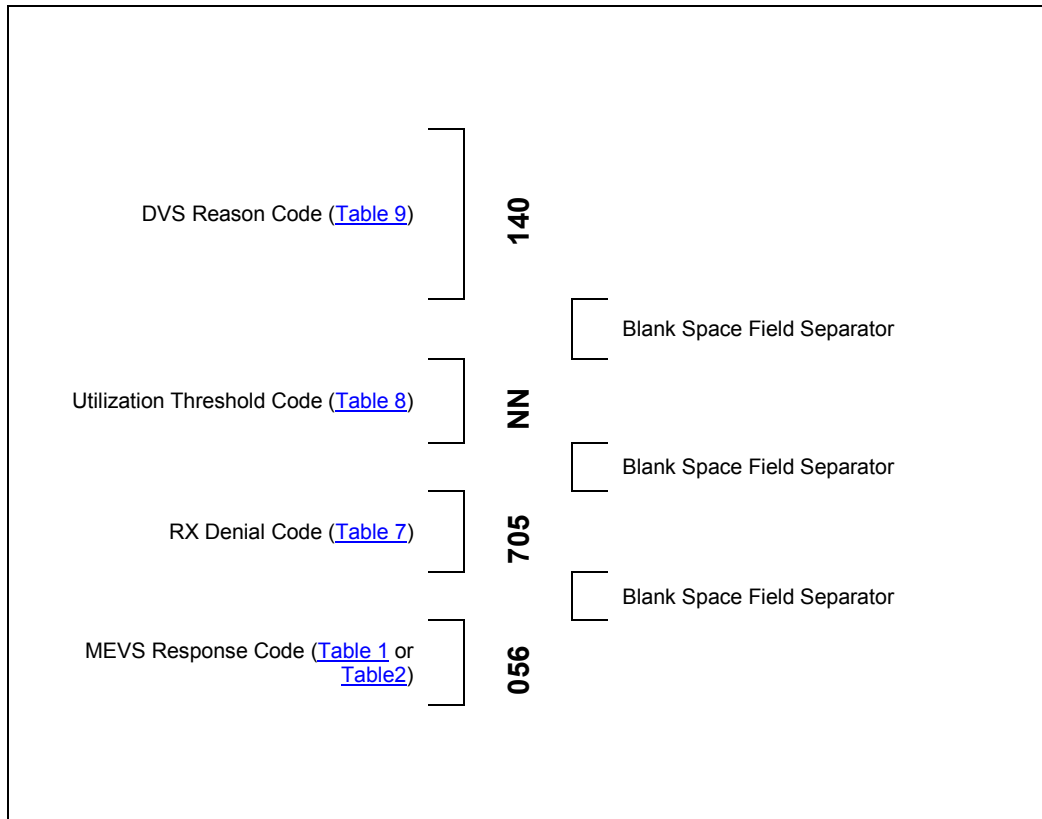 DVS Reason Code (Table 9)
140
Blank Space Field Separator
Utilization Threshold Code (Table 8)
NN
Blank Space Field Separator
RX Denial Code (Table 7)
705
Blank Space Field Separator
MEVS Response Code (Table 1 or
Table2)
056